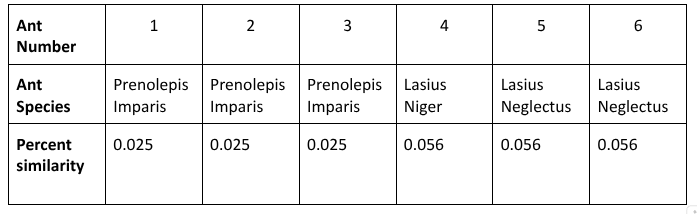 Ant Number 1 2 3 4 5 6
Ant Species Prenolepis Imparis Prenolepis Imparis Prenolepis Imparis Lasius Niger Lasius Neglectus Lasius Neglectus
Percent similarity 0.025 0.025 0.025 0.056 0.056 0.056